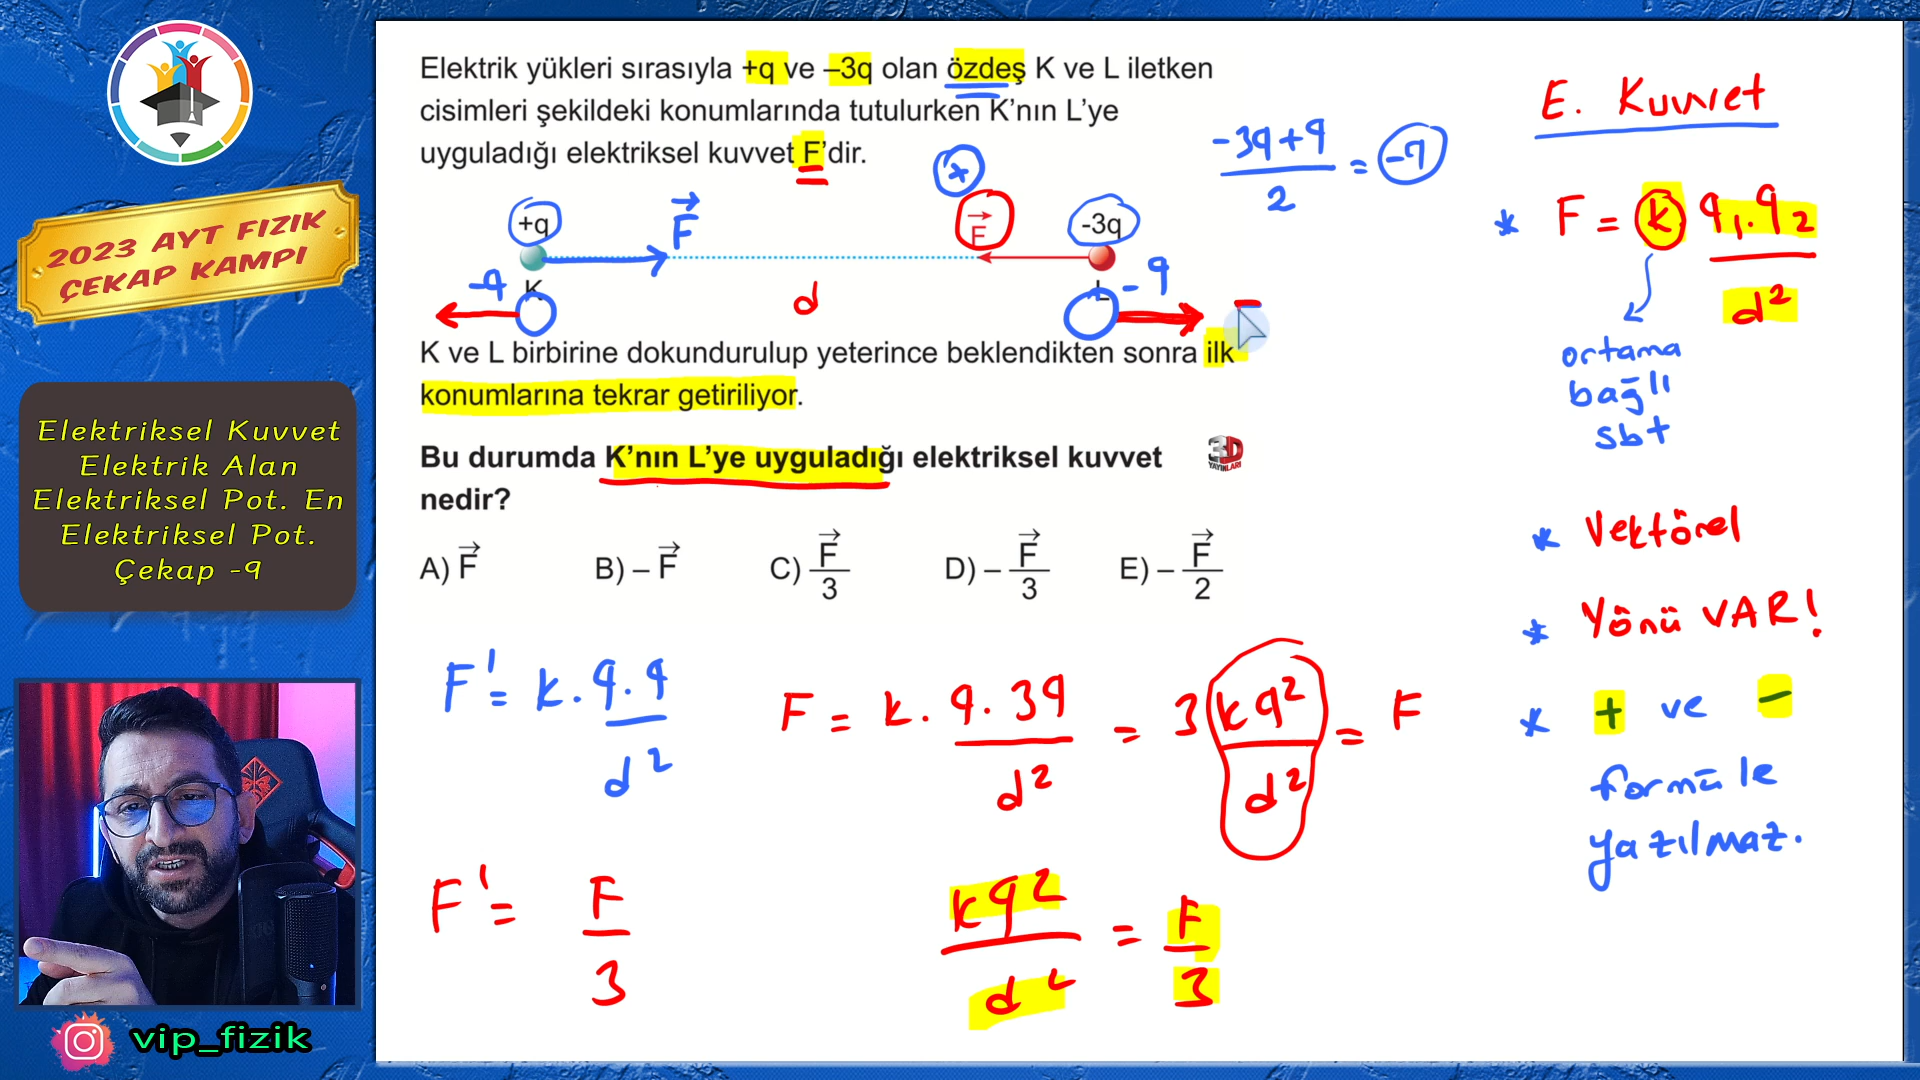 2023 AYT FIZIK
ÇEKAP KAMPI
Elektriksel Kuvvet
Elektrik Alan
Elektriksel Pot. En
Elektriksel Pot.
Çekap -9
vip_fizik
Elektrik yükleri sırasıyla +q ve –3q olan özdeş K ve L iletken
cisimleri şekildeki konumlarında tutulurken K'nın L'ye
uyguladığı elektriksel kuvvet F'dir.
-3q+q / 2 = -q
+
+q
F
F
-3q
-q
K
d
L
-q
K ve L birbirine dokundurulup yeterince beklendikten sonra ilk
konumlarına tekrar getiriliyor.
Bu durumda K'nın L'ye uyguladığı elektriksel kuvvet
nedir?
3D
YAYINLARI
A) F⃗ B) – F⃗ C) F⃗/3 D) – F⃗/3 E) – F⃗/2
F' = k.q.q / d²
F = k.q.3q / d² = 3 kq² / d² = F
F' = F/3
kq² / d² = F/3
E. Kuvvet
* F = k q₁.q₂ / d²
ortama
bağlı
sbt
* Vektörel
* Yönü VAR!
* + ve –
formüle
yazılmaz.